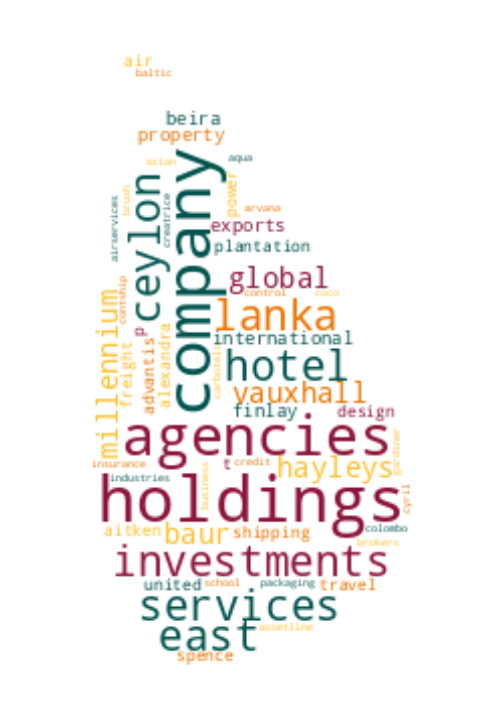 air
baltic
beira
property
asian
aqua
company
ceylon
power
brush
creatrice
airservices
arvana
exports
plantation
global
control
coco
contship
millennium
lanka
p
international
advantis
alexandra
freight
hotel
carbotels
vauxhall
finlay
design
agencies
gardiner
insurance
t
credit
hayleys
business
industries
holdings
cyril
aitken
baur
shipping
colombo
brokers
investments
united
school
packaging
travel
services
east
assetline
spence